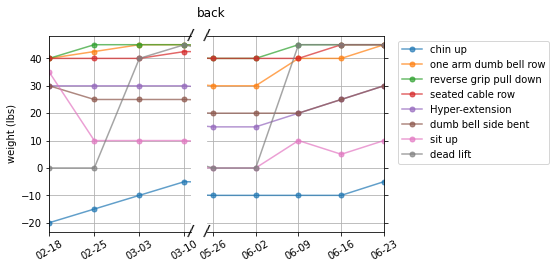 back
weight (lbs)
40
30
20
10
0
−10
−20
02-18
02-25
03-03
03-10
05-26
06-02
06-09
06-16
06-23
chin up
one arm dumb bell row
reverse grip pull down
seated cable row
Hyper-extension
dumb bell side bent
sit up
dead lift